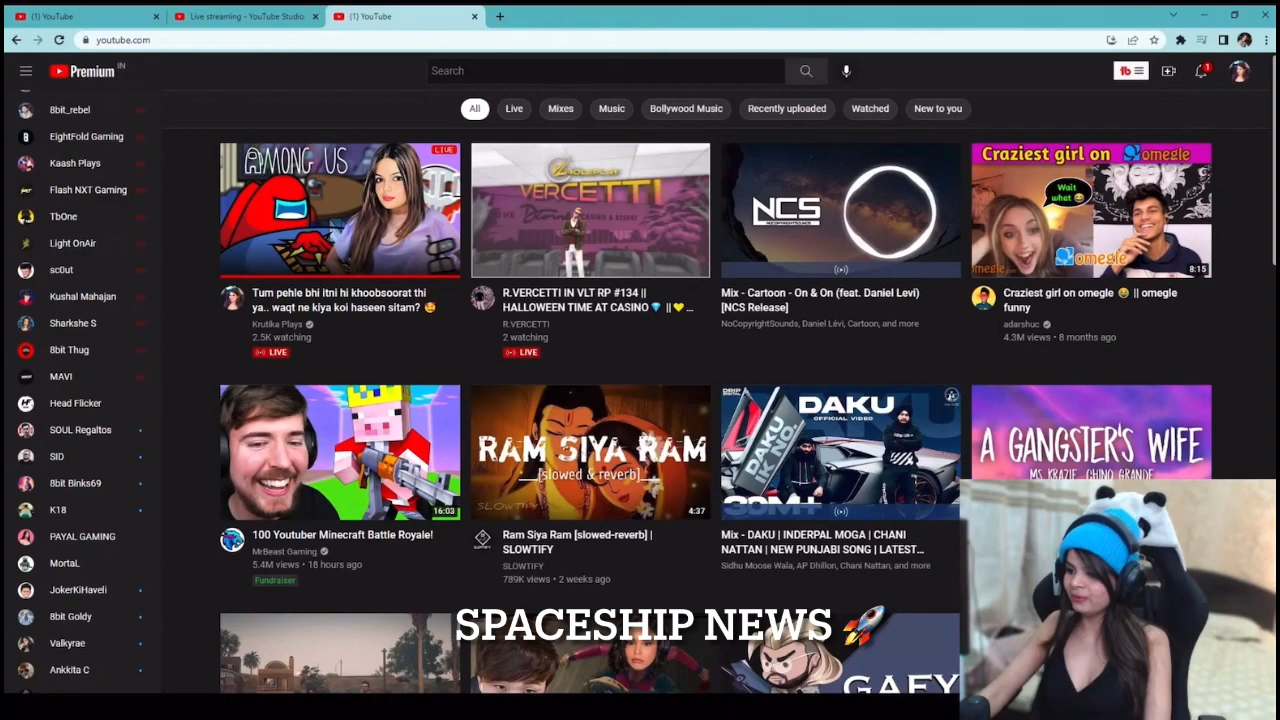 (1) YouTube
Live streaming - YouTube Studio
(1) YouTube
youtube.com
Premium IN
Search
1
8bit_rebel
EightFold Gaming
Kaash Plays
Flash NXT Gaming
TbOne
Light OnAir
sc0ut
Kushal Mahajan
Sharkshe S
8bit Thug
MAVI
Head Flicker
SOUL Regaltos
SID
8bit Binks69
K18
PAYAL GAMING
MortaL
JokerKiHaveli
8bit Goldy
Valkyrae
Ankkita C
All
Live
Mixes
Music
Bollywood Music
Recently uploaded
Watched
New to you
AMONG US
LIVE
Tum pehle bhi itni hi khoobsoorathi thi
ya.. waqt ne kiya koi haseen sitam? 🥰
Krutika Plays
2.5K watching
LIVE
ROLEPLAY
VERCETTI
R.VERCETTI IN VLT RP #134 ||
HALLOWEEN TIME AT CASINO 💎 ||💛 ...
R.VERCETTI
2 watching
LIVE
NCS
Mix - Cartoon - On & On (feat. Daniel Levi)
[NCS Release]
NoCopyrightSounds, Daniel Lévi, Cartoon, and more
Craziest girl on omegle
Wait
what 😂
omegle
omegle
8:15
Craziest girl on omegle 😂 || omegle
funny
adarshuc
4.3M views • 8 months ago
16:03
100 Youtuber Minecraft Battle Royale!
MrBeast Gaming
5.4M views • 18 hours ago
Fundraiser
RAM SIYA RAM
[slowed & reverb]
SLOWTIFY
4:37
Ram Siya Ram [slowed-reverb] |
SLOWTIFY
SLOWTIFY
789K views • 2 weeks ago
DAKU
OFFICIAL VIDEO
DAKU NO.
30M+
Mix - DAKU | INDERPAL MOGA | CHANI
NATTAN | NEW PUNJABI SONG | LATEST...
Sidhu Moose Wala, AP Dhillon, Chani Nattan, and more
A GANGSTER'S WIFE
MS KRAZIE, CHINO GRANDE
SPACESHIP NEWS 🚀